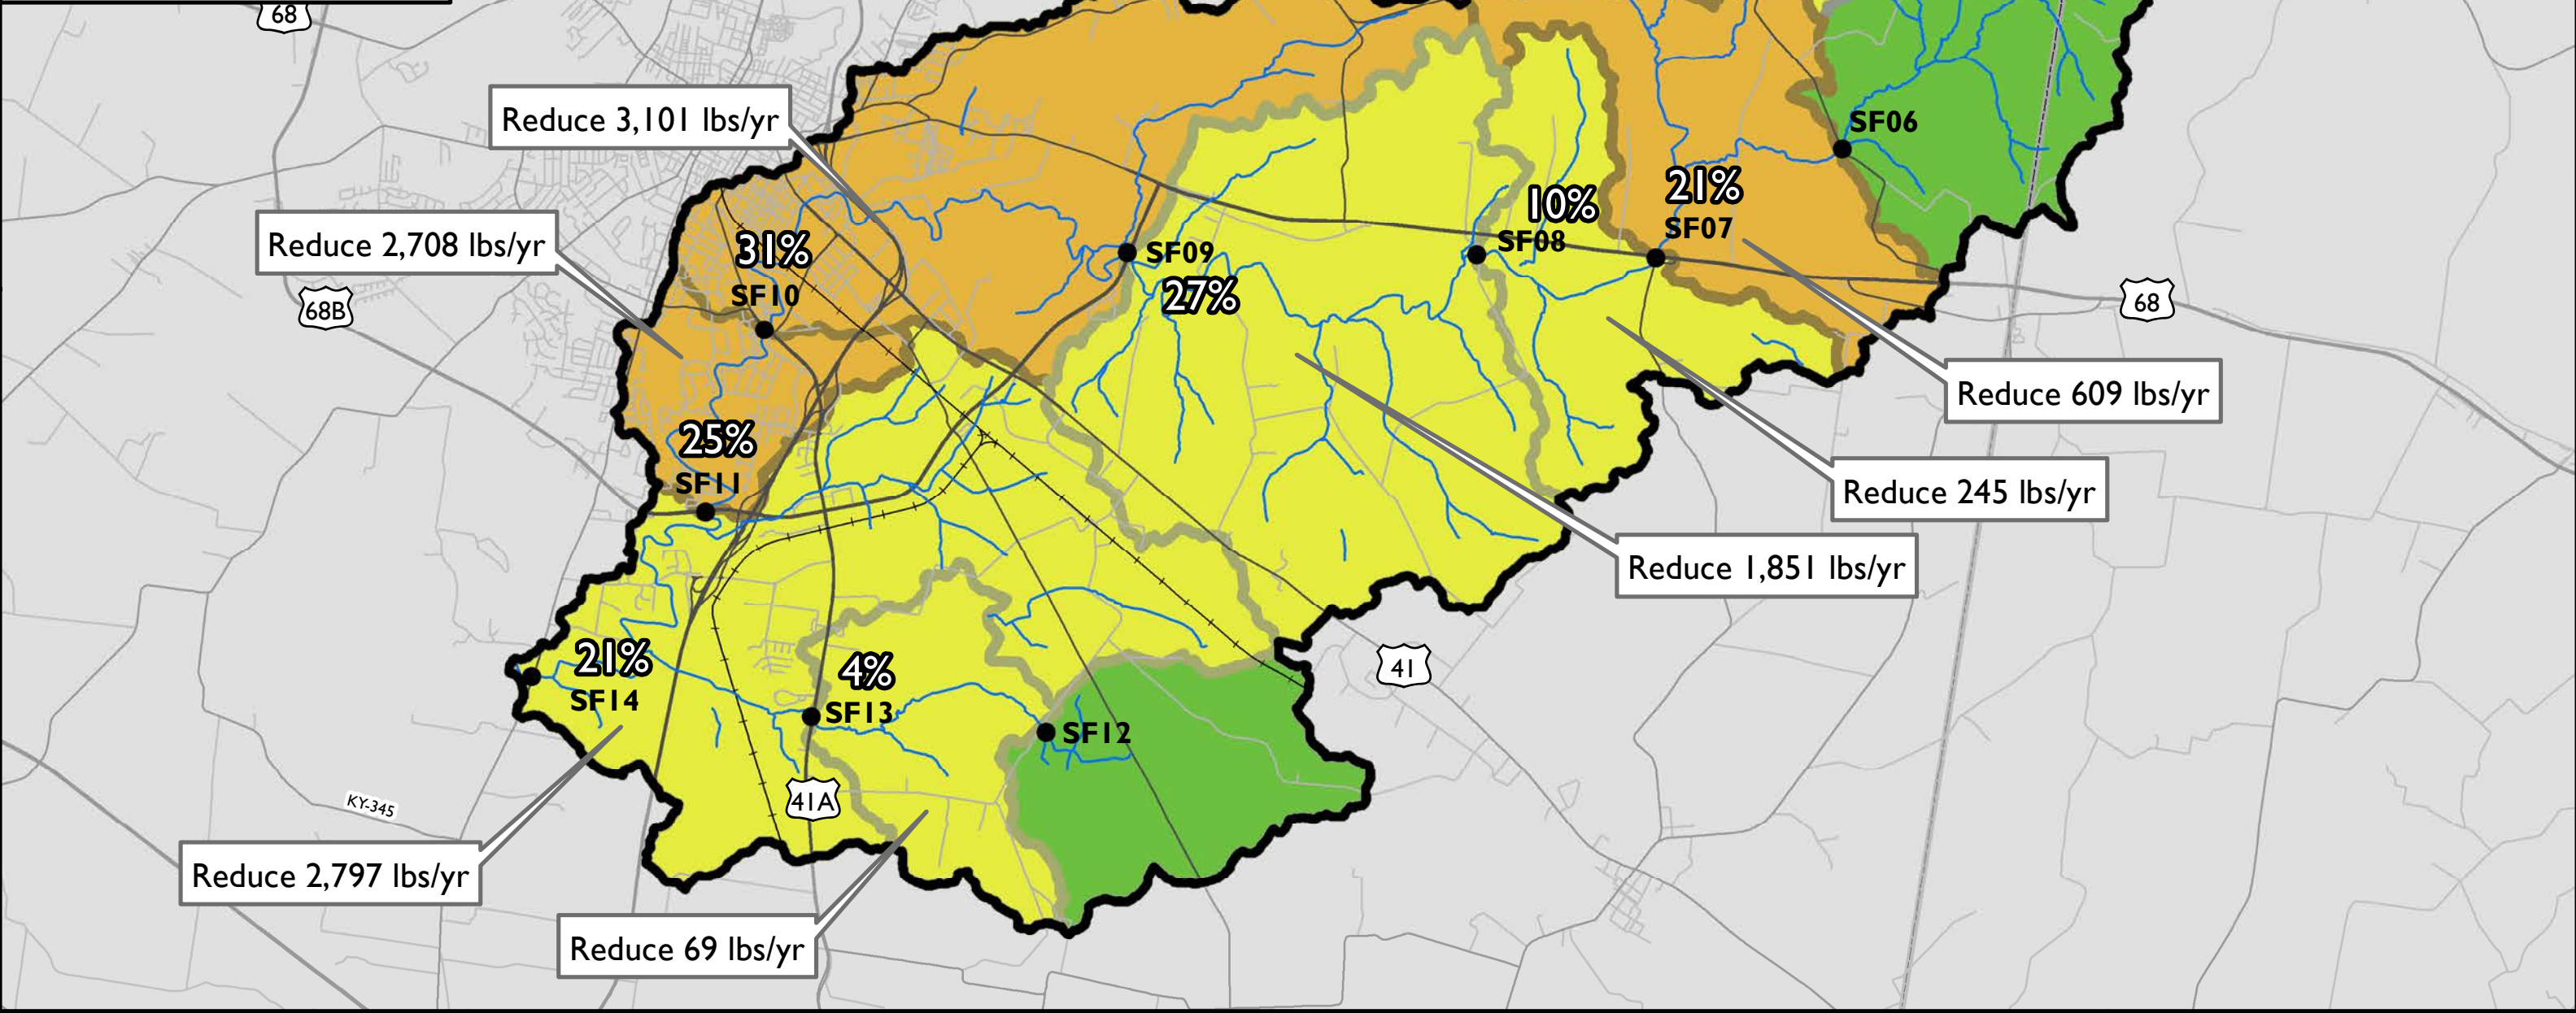 68
Reduce 3,101 lbs/yr
SF06
10%
21%
SF07
Reduce 2,708 lbs/yr
31%
SF08
SF09
SF10
27%
68B
68
Reduce 609 lbs/yr
25%
SF11
Reduce 245 lbs/yr
Reduce 1,851 lbs/yr
21%
4%
41
SF14
SF13
SF12
KY-345
41A
Reduce 2,797 lbs/yr
Reduce 69 lbs/yr